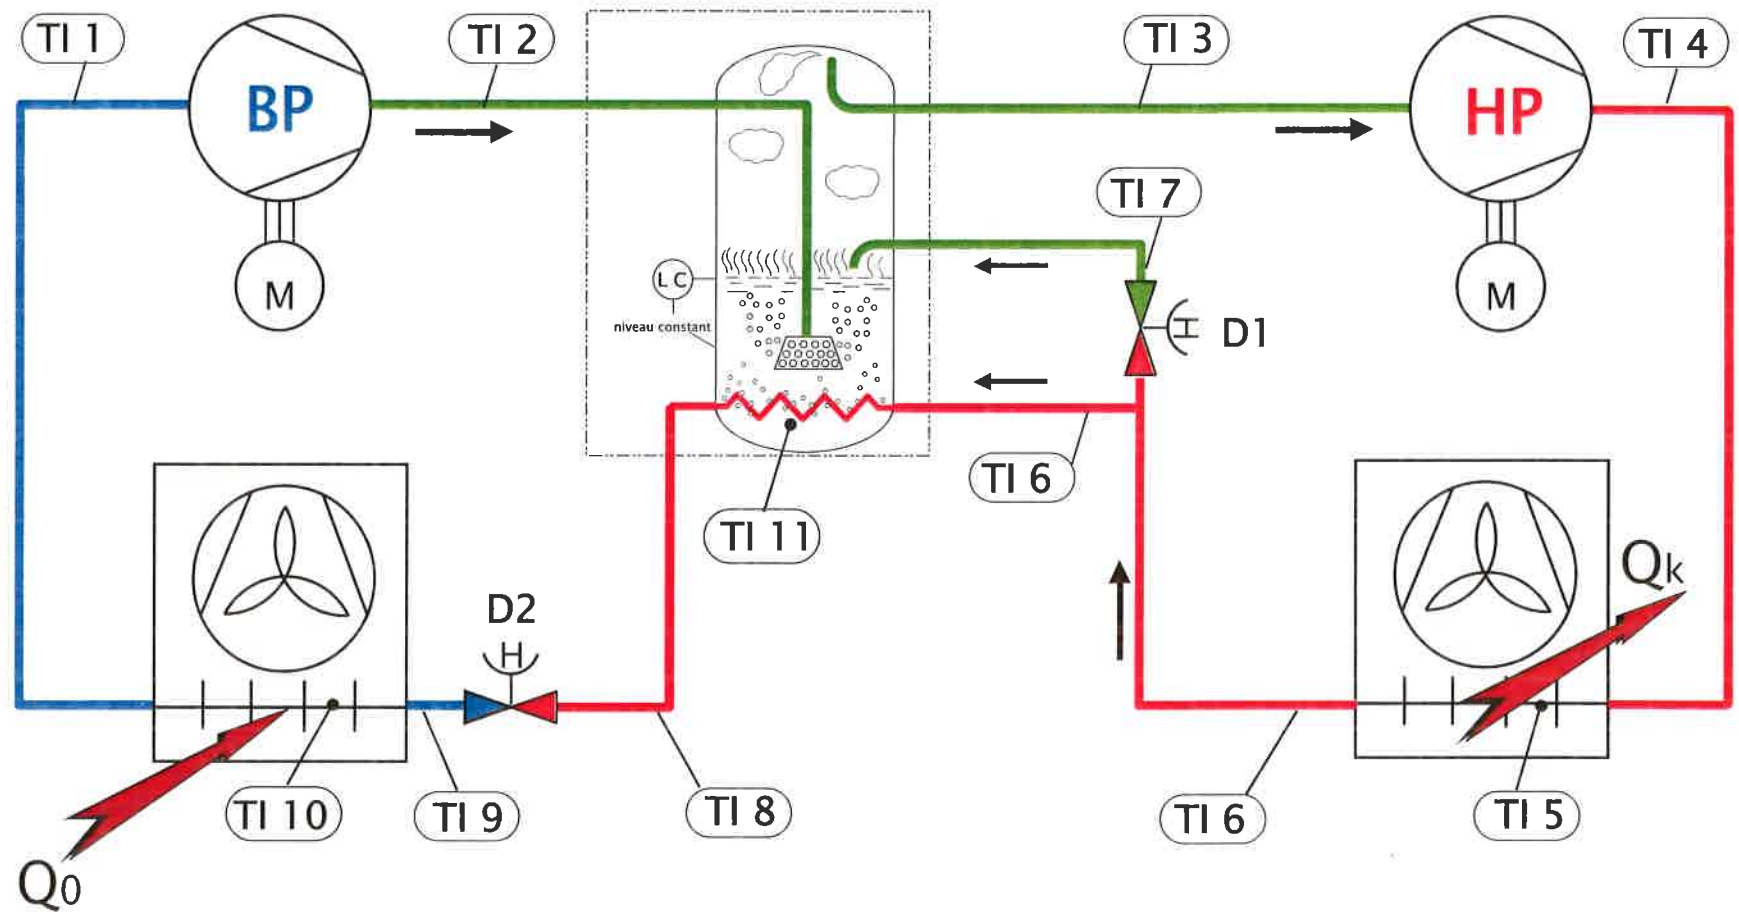 TI 1
TI 2
TI 3
TI 4
BP
HP
TI 7
M
L C
niveau constant
M
H
D1
TI 6
TI 11
D2
H
Qk
TI 10
TI 9
TI 8
TI 6
TI 5
Q0